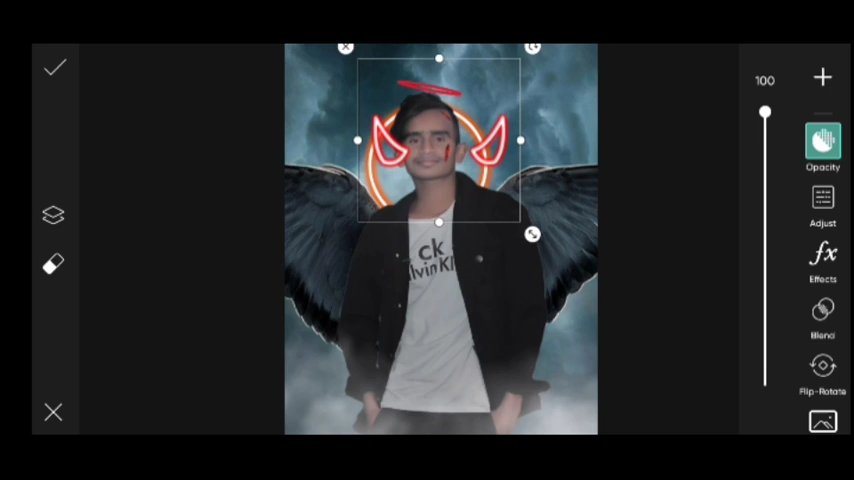 100
Opacity
Adjust
fx
Effects
Blend
Flip-Rotate
ck
lvin Kl